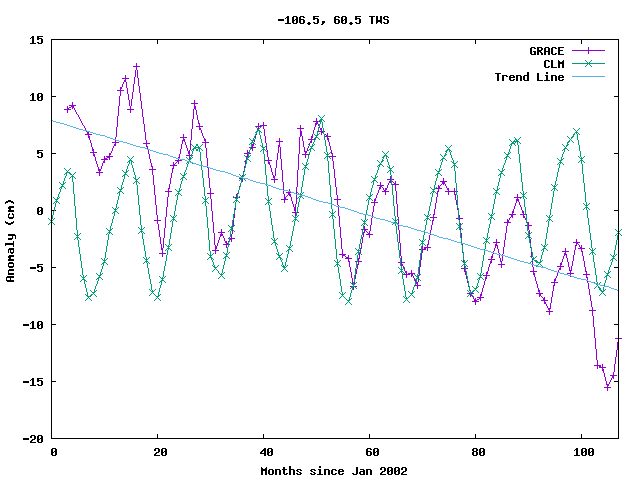 -106.5, 60.5 TWS
GRACE
CLM
Trend Line
15
10
5
0
-5
-10
-15
-20
Anomaly (cm)
0 20 40 60 80 100
Months since Jan 2002